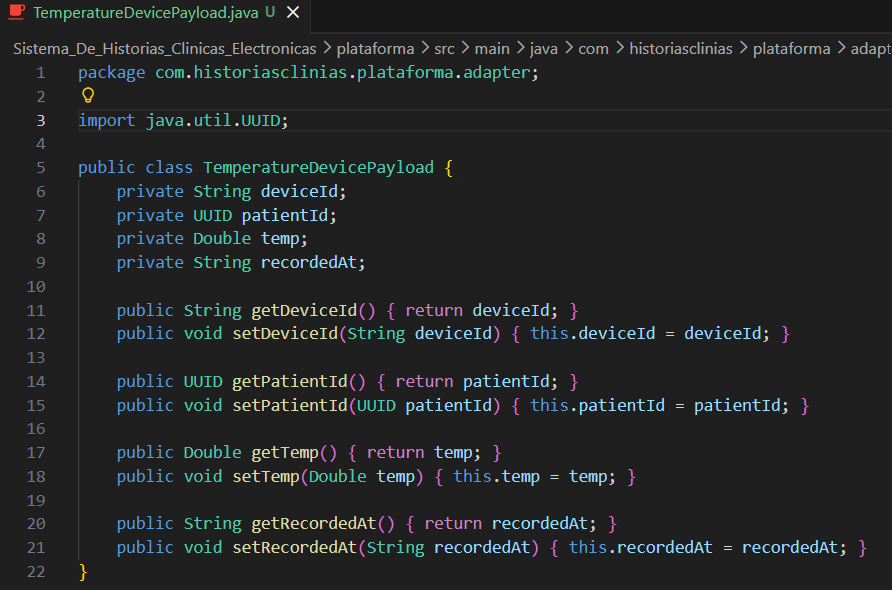 TemperatureDevicePayload.java U
Sistema_De_Historias_Clinicas_Electronicas > plataforma > src > main > java > com > historiasclinias > plataforma > adapt
1 package com.historiasclinias.plataforma.adapter;
2
3 import java.util.UUID;
4
5 public class TemperatureDevicePayload {
6 private String deviceId;
7 private UUID patientId;
8 private Double temp;
9 private String recordedAt;
10
11 public String getDeviceId() { return deviceId; }
12 public void setDeviceId(String deviceId) { this.deviceId = deviceId; }
13
14 public UUID getPatientId() { return patientId; }
15 public void setPatientId(UUID patientId) { this.patientId = patientId; }
16
17 public Double getTemp() { return temp; }
18 public void setTemp(Double temp) { this.temp = temp; }
19
20 public String getRecordedAt() { return recordedAt; }
21 public void setRecordedAt(String recordedAt) { this.recordedAt = recordedAt; }
22 }